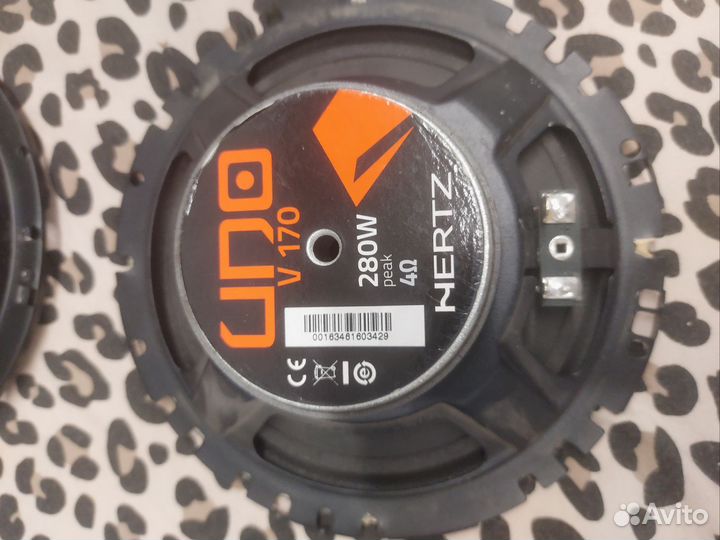 UNO
V 170
280W
peak
4Ω
HERTZ
00163461603429
CE
Avito